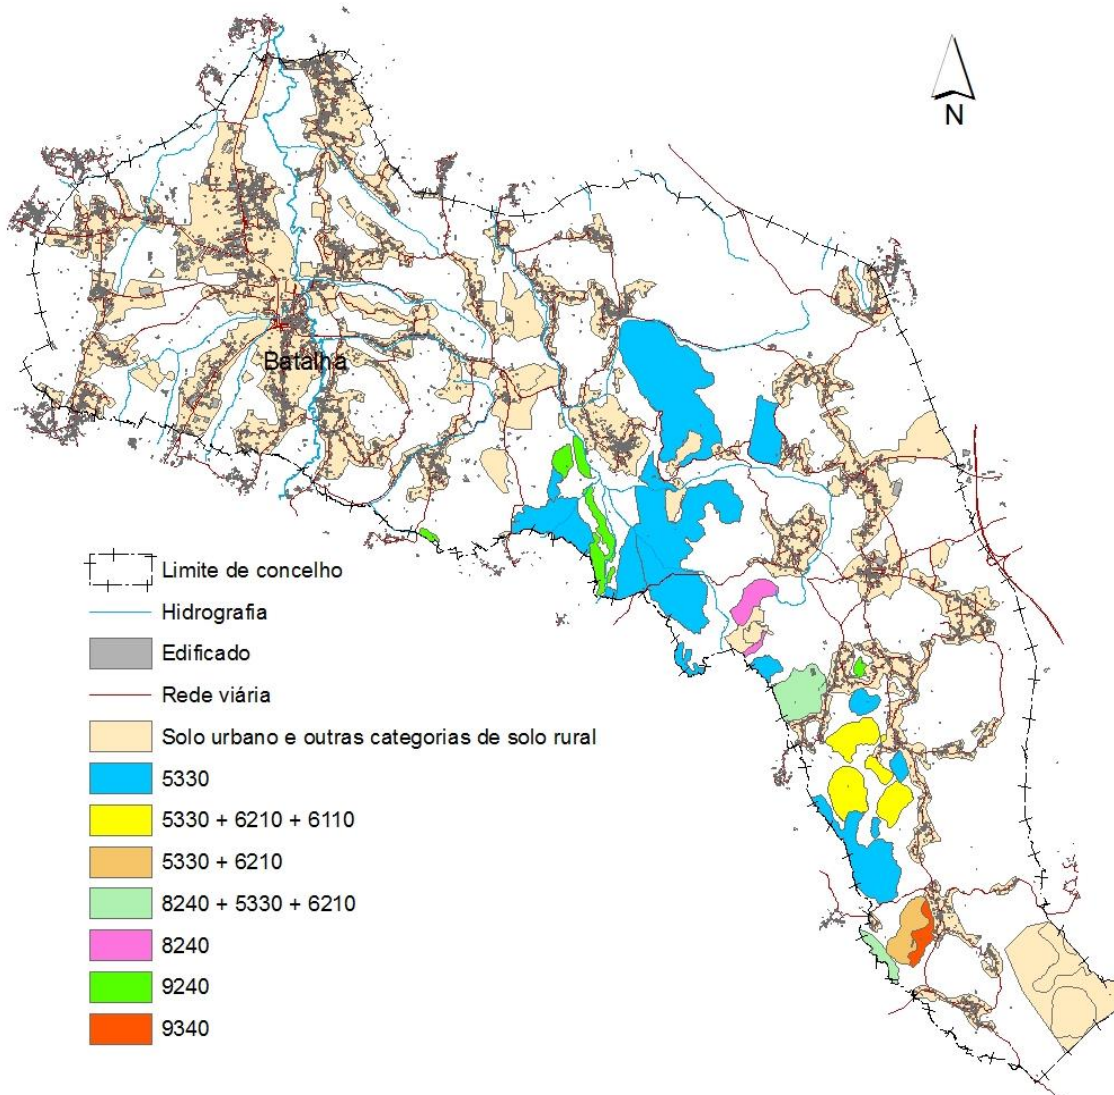 N
Batalha
Limite de concelho
Hidrografia
Edificado
Rede viária
Solo urbano e outras categorias de solo rural
5330
5330 + 6210 + 6110
5330 + 6210
8240 + 5330 + 6210
8240
9240
9340